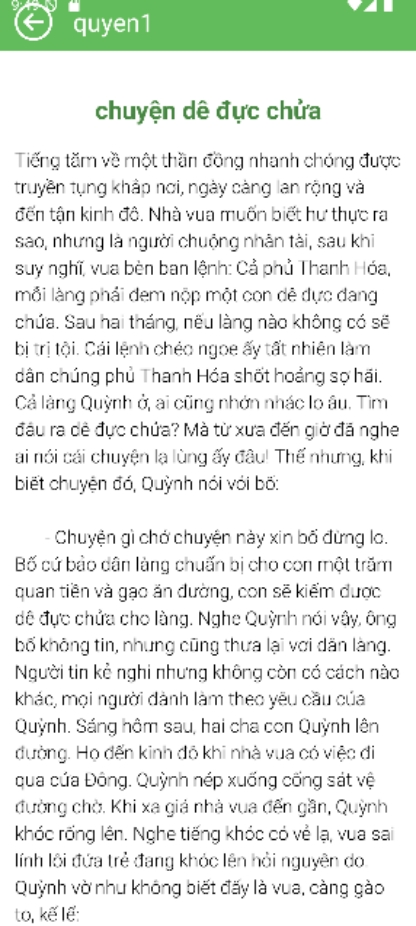 9:49
quyen1
chuyện dê đực chửa
Tiếng tăm về một thần đồng nhanh chóng được
truyền tụng khắp nơi, ngày càng lan rộng và
đến tận kinh đô. Nhà vua muốn biết hư thực ra
sao, nhưng là người chuộng nhân tài, sau khi
suy nghĩ, vua bèn ban lệnh: Cả phủ Thanh Hóa,
mỗi làng phải đem nộp một con dê đực đang
chửa. Sau hai tháng, nếu làng nào không có sẽ
bị trị tội. Cái lệnh chéo ngoe ấy tất nhiên làm
dân chúng phủ Thanh Hóa shốt hoảng sợ hãi.
Cả làng Quỳnh ở, ai cũng nhớn nhác lo âu. Tìm
đâu ra dê đực chửa? Mà từ xưa đến giờ đã nghe
ai nói cái chuyện lạ lùng ấy đâu! Thế nhưng, khi
biết chuyện đó, Quỳnh nói với bố:
- Chuyện gì chớ chuyện này xin bố đừng lo.
Bố cứ bảo dân làng chuẩn bị cho con một trăm
quan tiền và gạo ăn đường, con sẽ kiếm được
dê đực chửa cho làng. Nghe Quỳnh nói vậy, ông
bố không tin, nhưng cũng thưa lại với dân làng.
Người tin kẻ nghi nhưng không còn có cách nào
khác, mọi người đành làm theo yêu cầu của
Quỳnh. Sáng hôm sau, hai cha con Quỳnh lên
đường. Họ đến kinh đô khi nhà vua có việc đi
qua cửa Đông. Quỳnh nép xuống cống sát vệ
đường chờ. Khi xa giá nhà vua đến gần, Quỳnh
khóc rống lên. Nghe tiếng khóc có vẻ lạ, vua sai
lính lôi đứa trẻ đang khóc lên hỏi nguyên do.
Quỳnh vờ như không biết đấy là vua, càng gào
to, kể lể: